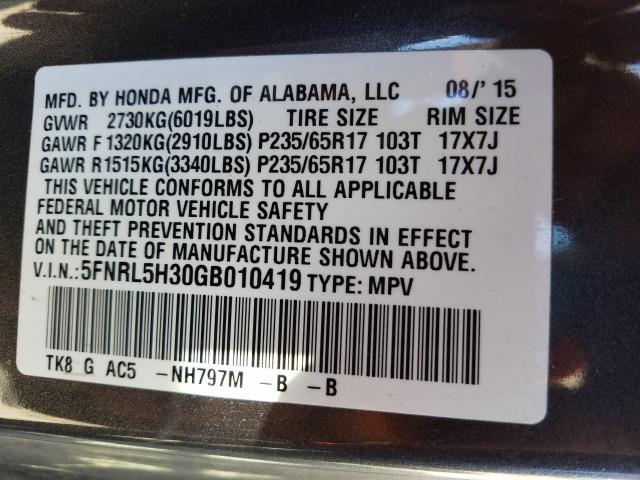 MFD. BY HONDA MFG. OF ALABAMA, LLC 08/'15
GVWR 2730KG(6019LBS) TIRE SIZE RIM SIZE
GAWR F 1320KG(2910LBS) P235/65R17 103T 17X7J
GAWR R1515KG(3340LBS) P235/65R17 103T 17X7J
THIS VEHICLE CONFORMS TO ALL APPLICABLE
FEDERAL MOTOR VEHICLE SAFETY
AND THEFT PREVENTION STANDARDS IN EFFECT
ON THE DATE OF MANUFACTURE SHOWN ABOVE.
V.I.N.:5FNRL5H30GB010419 TYPE: MPV
TK8 G AC5 -NH797M -B -B